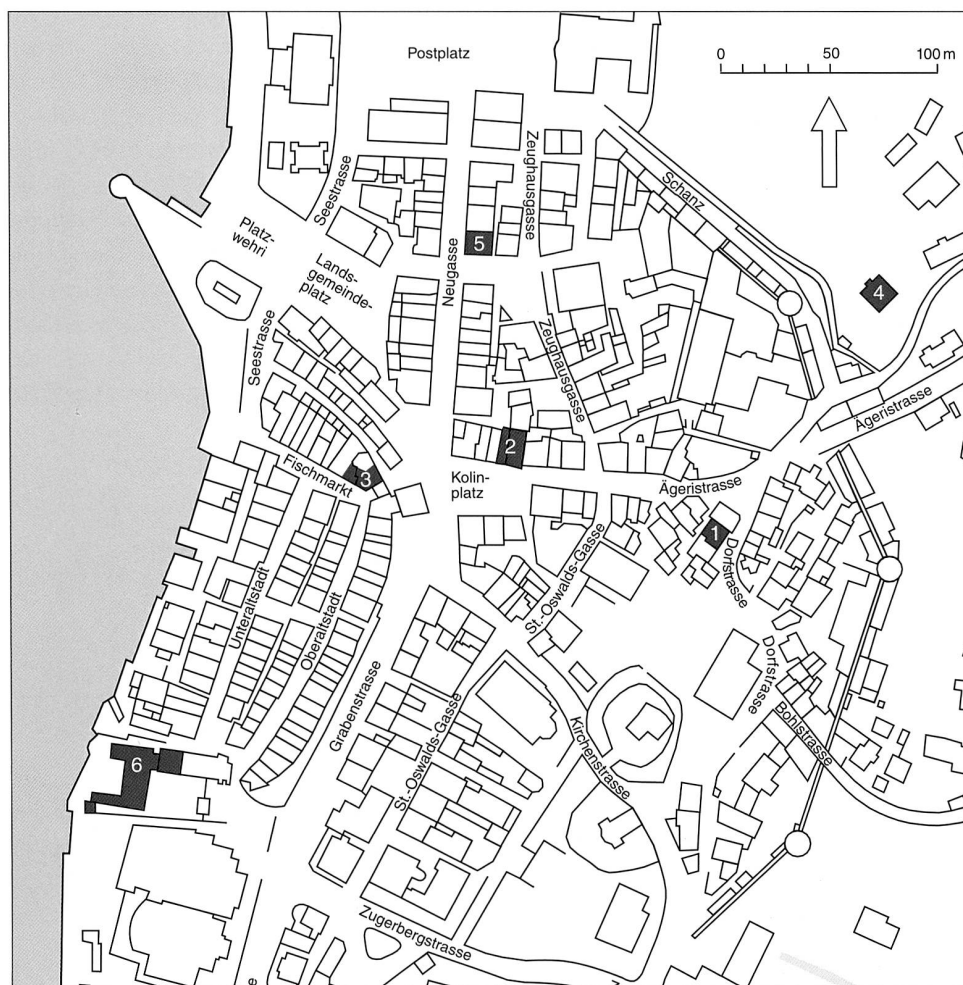 Postplatz
0 50 100 m
Seestrasse
Zeughausgasse
Schanz
Platz-
wehri
Lands-
gemeinde-
platz
Neugasse
5
4
Seestrasse
Zeughausgasse
Ägeristrasse
2
Fischmarkt
3
Kolin-
platz
Ägeristrasse
1
Dorfstrasse
St.-Oswalds-Gasse
Unteraltstadt
Oberaltstadt
Dorfstrasse
Grabenstrasse
St.-Oswalds-Gasse
Kirchenstrasse
Bohlstrasse
6
Zugerbergstrasse